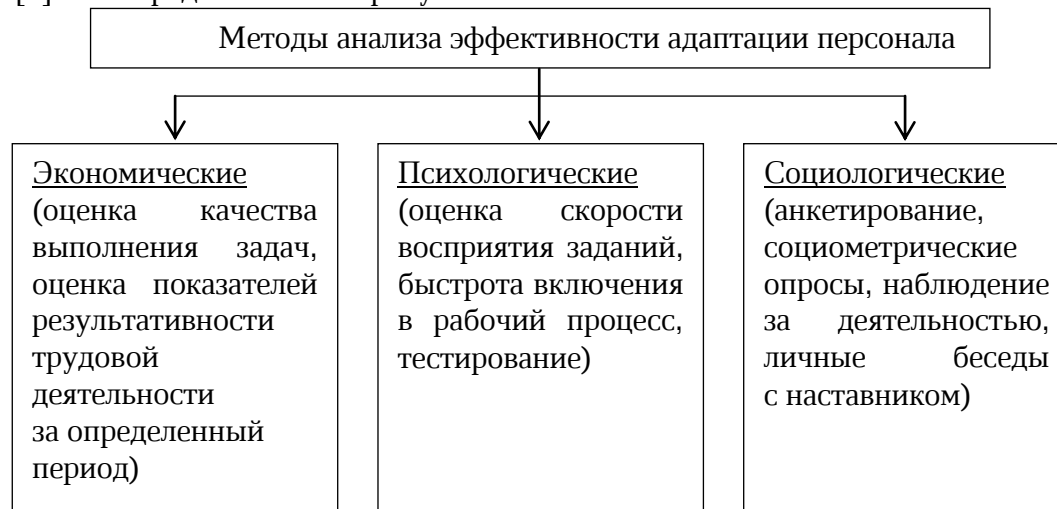 Методы анализа эффективности адаптации персонала
Экономические
(оценка качества
выполнения задач,
оценка показателей
результативности
трудовой
деятельности
за определенный
период)
Психологические
(оценка скорости
восприятия заданий,
быстрота включения
в рабочий процесс,
тестирование)
Социологические
(анкетирование,
социометрические
опросы, наблюдение
за деятельностью,
личные беседы
с наставником)